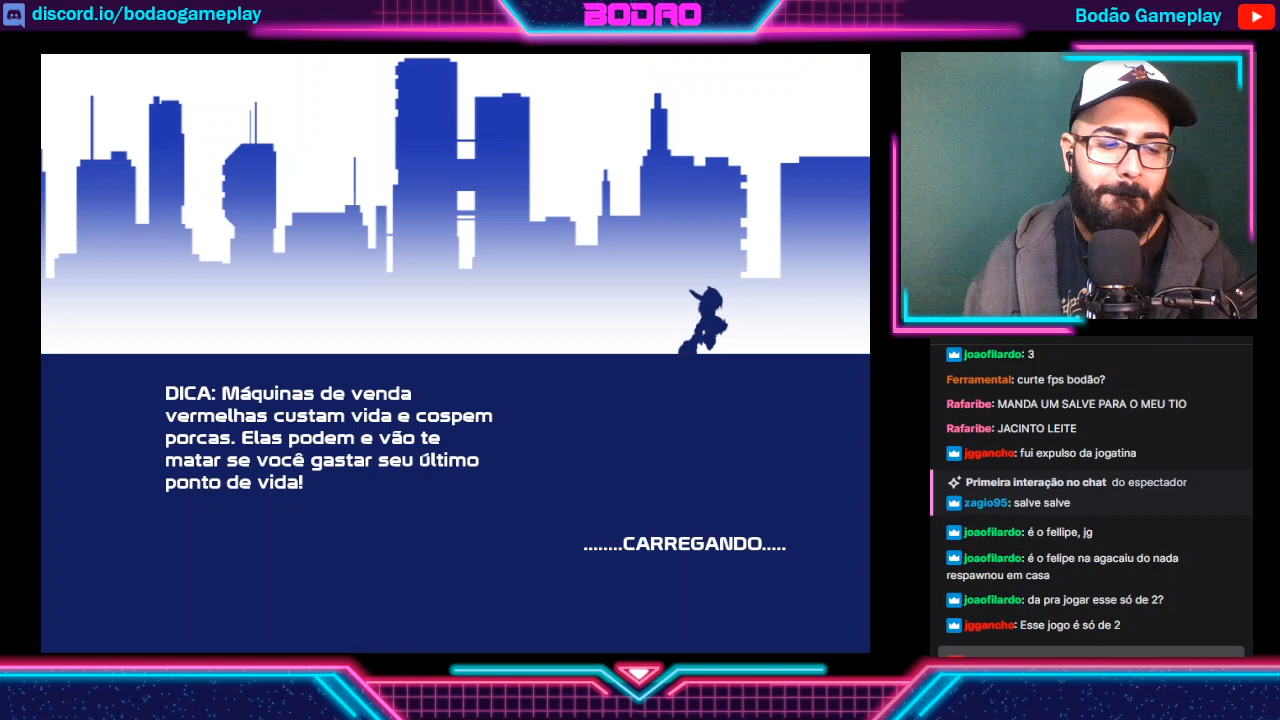 discord.io/bodaogameplay
BODAO
Bodão Gameplay
DICA: Máquinas de venda
vermelhas custam vida e cospem
porcas. Elas podem e vão te
matar se você gastar seu último
ponto de vida!
........CARREGANDO.....
joaofilardo: 3
Ferramental: curte fps bodão?
Rafaribe: MANDA UM SALVE PARA O MEU TIO
Rafaribe: JACINTO LEITE
jggancho: fui expulso da jogatina
Primeira interação no chat do espectador
zagio95: salve salve
joaofilardo: é o fellipe, jg
joaofilardo: é o felipe na agacaiu do nada
respawnou em casa
joaofilardo: da pra jogar esse só de 2?
jggancho: Esse jogo é só de 2